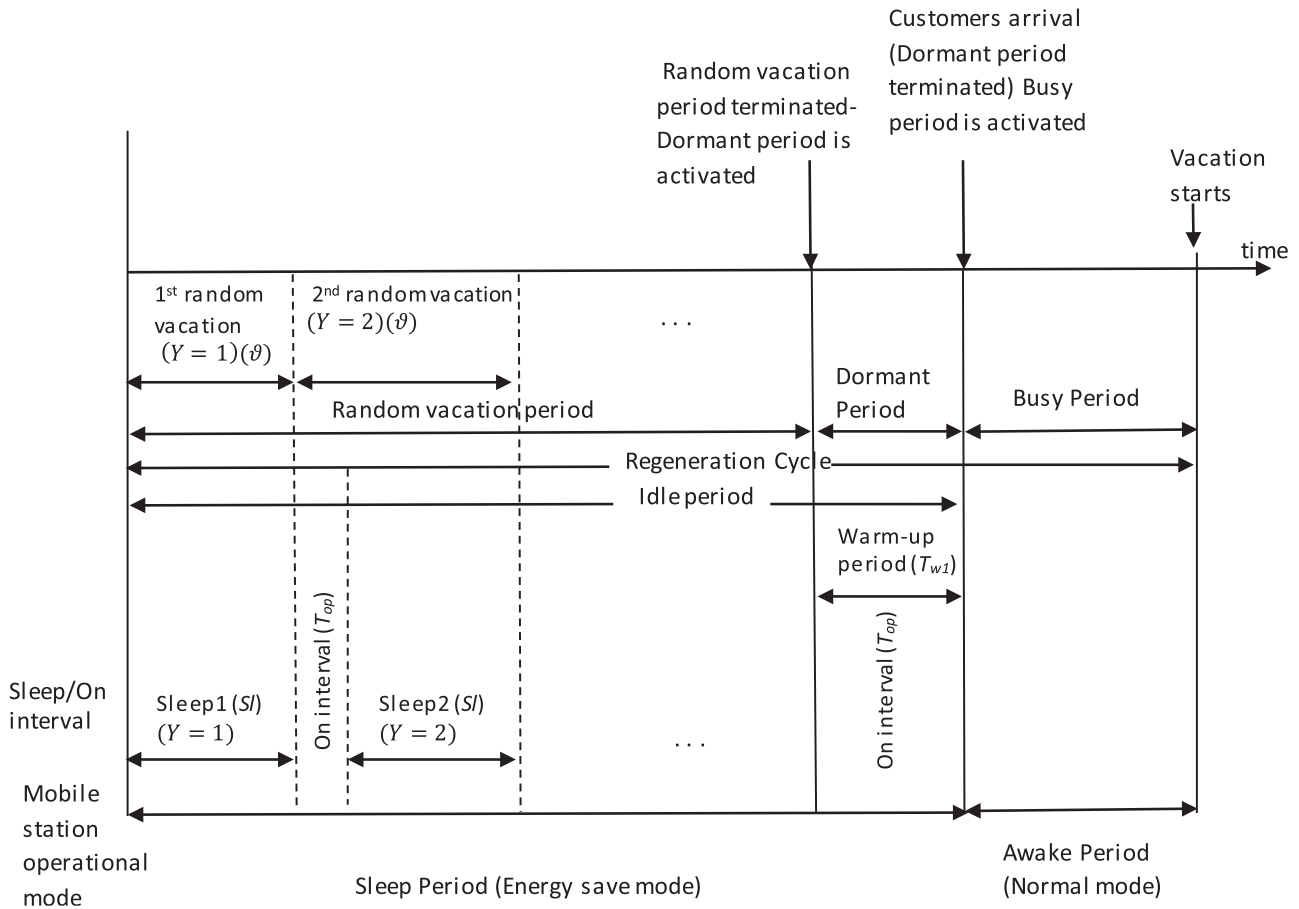 Customers arrival
(Dormant period
terminated) Busy
period is activated
Random vacation
period terminated-
Dormant period is
activated
Vacation
starts
time
1st random
vacation
(Y = 1)(ϑ)
2nd random vacation
(Y = 2)(ϑ)
. . .
Dormant
Period
Busy Period
Random vacation period
Regeneration Cycle
Idle period
Warm-up
period (Tw1)
On interval (Top)
On interval (Top)
Sleep/On
interval
Sleep1 (Sl)
(Y = 1)
Sleep2 (Sl)
(Y = 2)
. . .
Mobile
station
operational
mode
Sleep Period (Energy save mode)
Awake Period
(Normal mode)